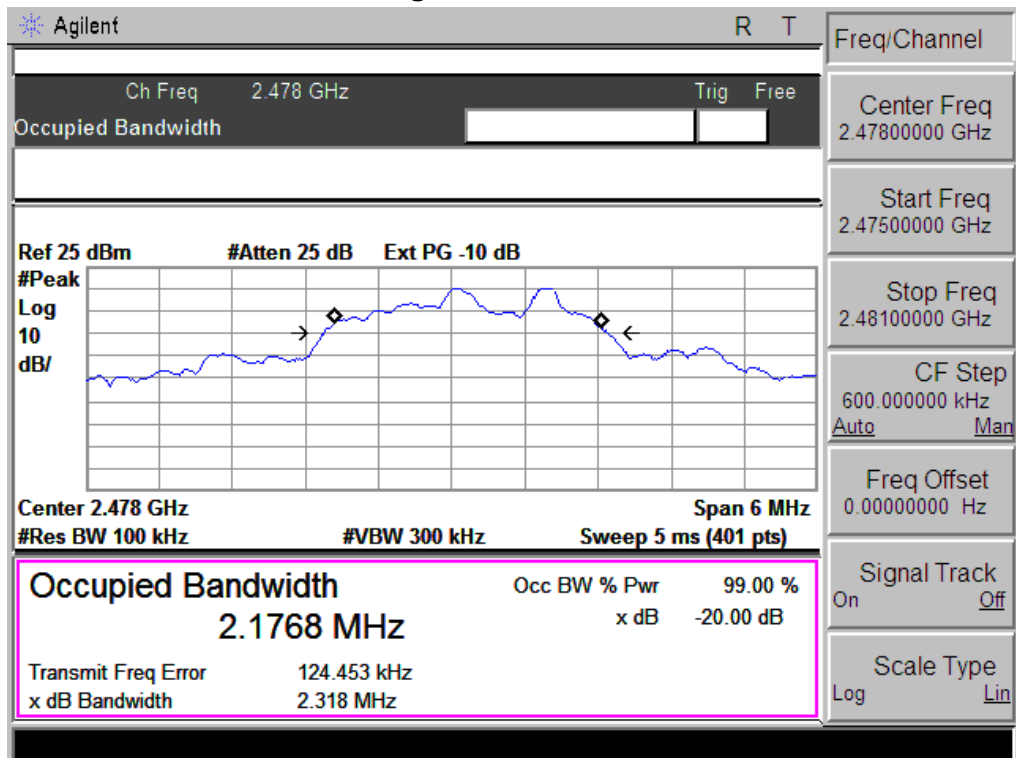 Agilent R T
Ch Freq 2.478 GHz Trig Free
Occupied Bandwidth
Ref 25 dBm #Atten 25 dB Ext PG -10 dB
#Peak
Log
10
dB/
Center 2.478 GHz Span 6 MHz
#Res BW 100 kHz #VBW 300 kHz Sweep 5 ms (401 pts)
Occupied Bandwidth Occ BW % Pwr 99.00 %
2.1768 MHz x dB -20.00 dB
Transmit Freq Error 124.453 kHz
x dB Bandwidth 2.318 MHz
Freq/Channel
Center Freq
2.47800000 GHz
Start Freq
2.47500000 GHz
Stop Freq
2.48100000 GHz
CF Step
600.000000 kHz
Auto Man
Freq Offset
0.00000000 Hz
Signal Track
On Off
Scale Type
Log Lin